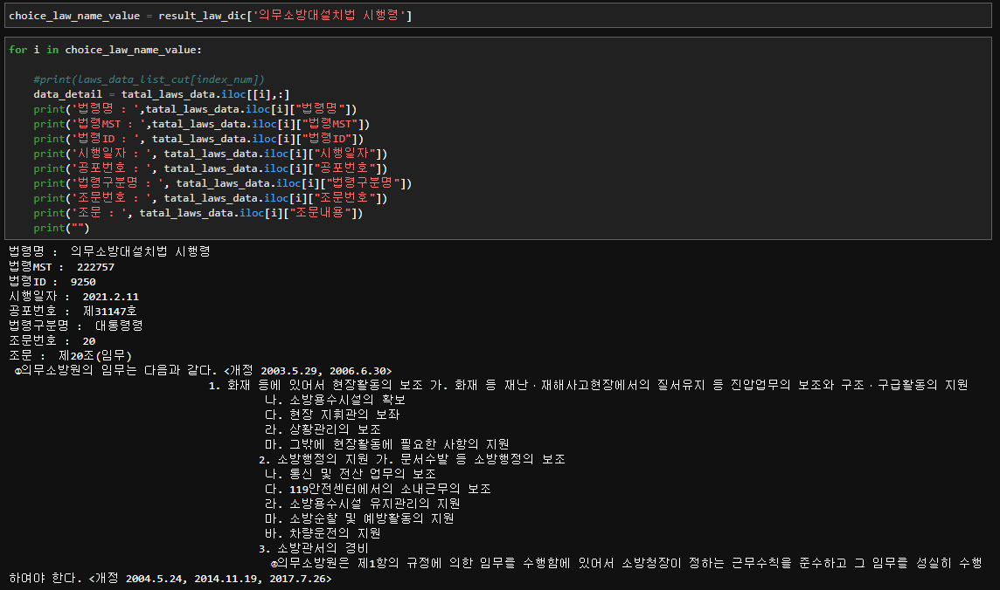 choice_law_name_value = result_law_dic['의무소방대설치법 시행령']
for i in choice_law_name_value:
#print(laws_data_list_cut[index_num])
data_detail = tatal_laws_data.iloc[[i],:]
print('법령명 : ',tatal_laws_data.iloc[i]["법령명"])
print('법령MST : ',tatal_laws_data.iloc[i]["법령MST"])
print('법령ID : ', tatal_laws_data.iloc[i]["법령ID"])
print('시행일자 : ', tatal_laws_data.iloc[i]["시행일자"])
print('공포번호 : ', tatal_laws_data.iloc[i]["공포번호"])
print('법령구분명 : ', tatal_laws_data.iloc[i]["법령구분명"])
print('조문번호 : ', tatal_laws_data.iloc[i]["조문번호"])
print('조문 : ', tatal_laws_data.iloc[i]["조문내용"])
print("")
법령명 :  의무소방대설치법 시행령
법령MST :  222757
법령ID :  9250
시행일자 :  2021.2.11
공포번호 :  제31147호
법령구분명 :  대통령령
조문번호 :  20
조문 :  제20조(임무)
①의무소방원의 임무는 다음과 같다. <개정 2003.5.29, 2006.6.30>
1. 화재 등에 있어서 현장활동의 보조 가. 화재 등 재난ㆍ재해사고현장에서의 질서유지 등 진압업무의 보조와 구조ㆍ구급활동의 지원
나. 소방용수시설의 확보
다. 현장 지휘관의 보좌
라. 상황관리의 보조
마. 그밖에 현장활동에 필요한 사항의 지원
2. 소방행정의 지원 가. 문서수발 등 소방행정의 보조
나. 통신 및 전산 업무의 보조
다. 119안전센터에서의 소내근무의 보조
라. 소방용수시설 유지관리의 지원
마. 소방순찰 및 예방활동의 지원
바. 차량운전의 지원
3. 소방관서의 경비
②의무소방원은 제1항의 규정에 의한 임무를 수행함에 있어서 소방청장이 정하는 근무수칙을 준수하고 그 임무를 성실히 수행
하여야 한다. <개정 2004.5.24, 2014.11.19, 2017.7.26>